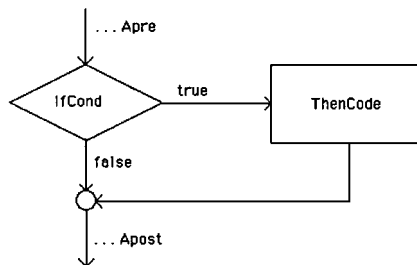 ... Apre
IfCond
true
ThenCode
false
... Apost